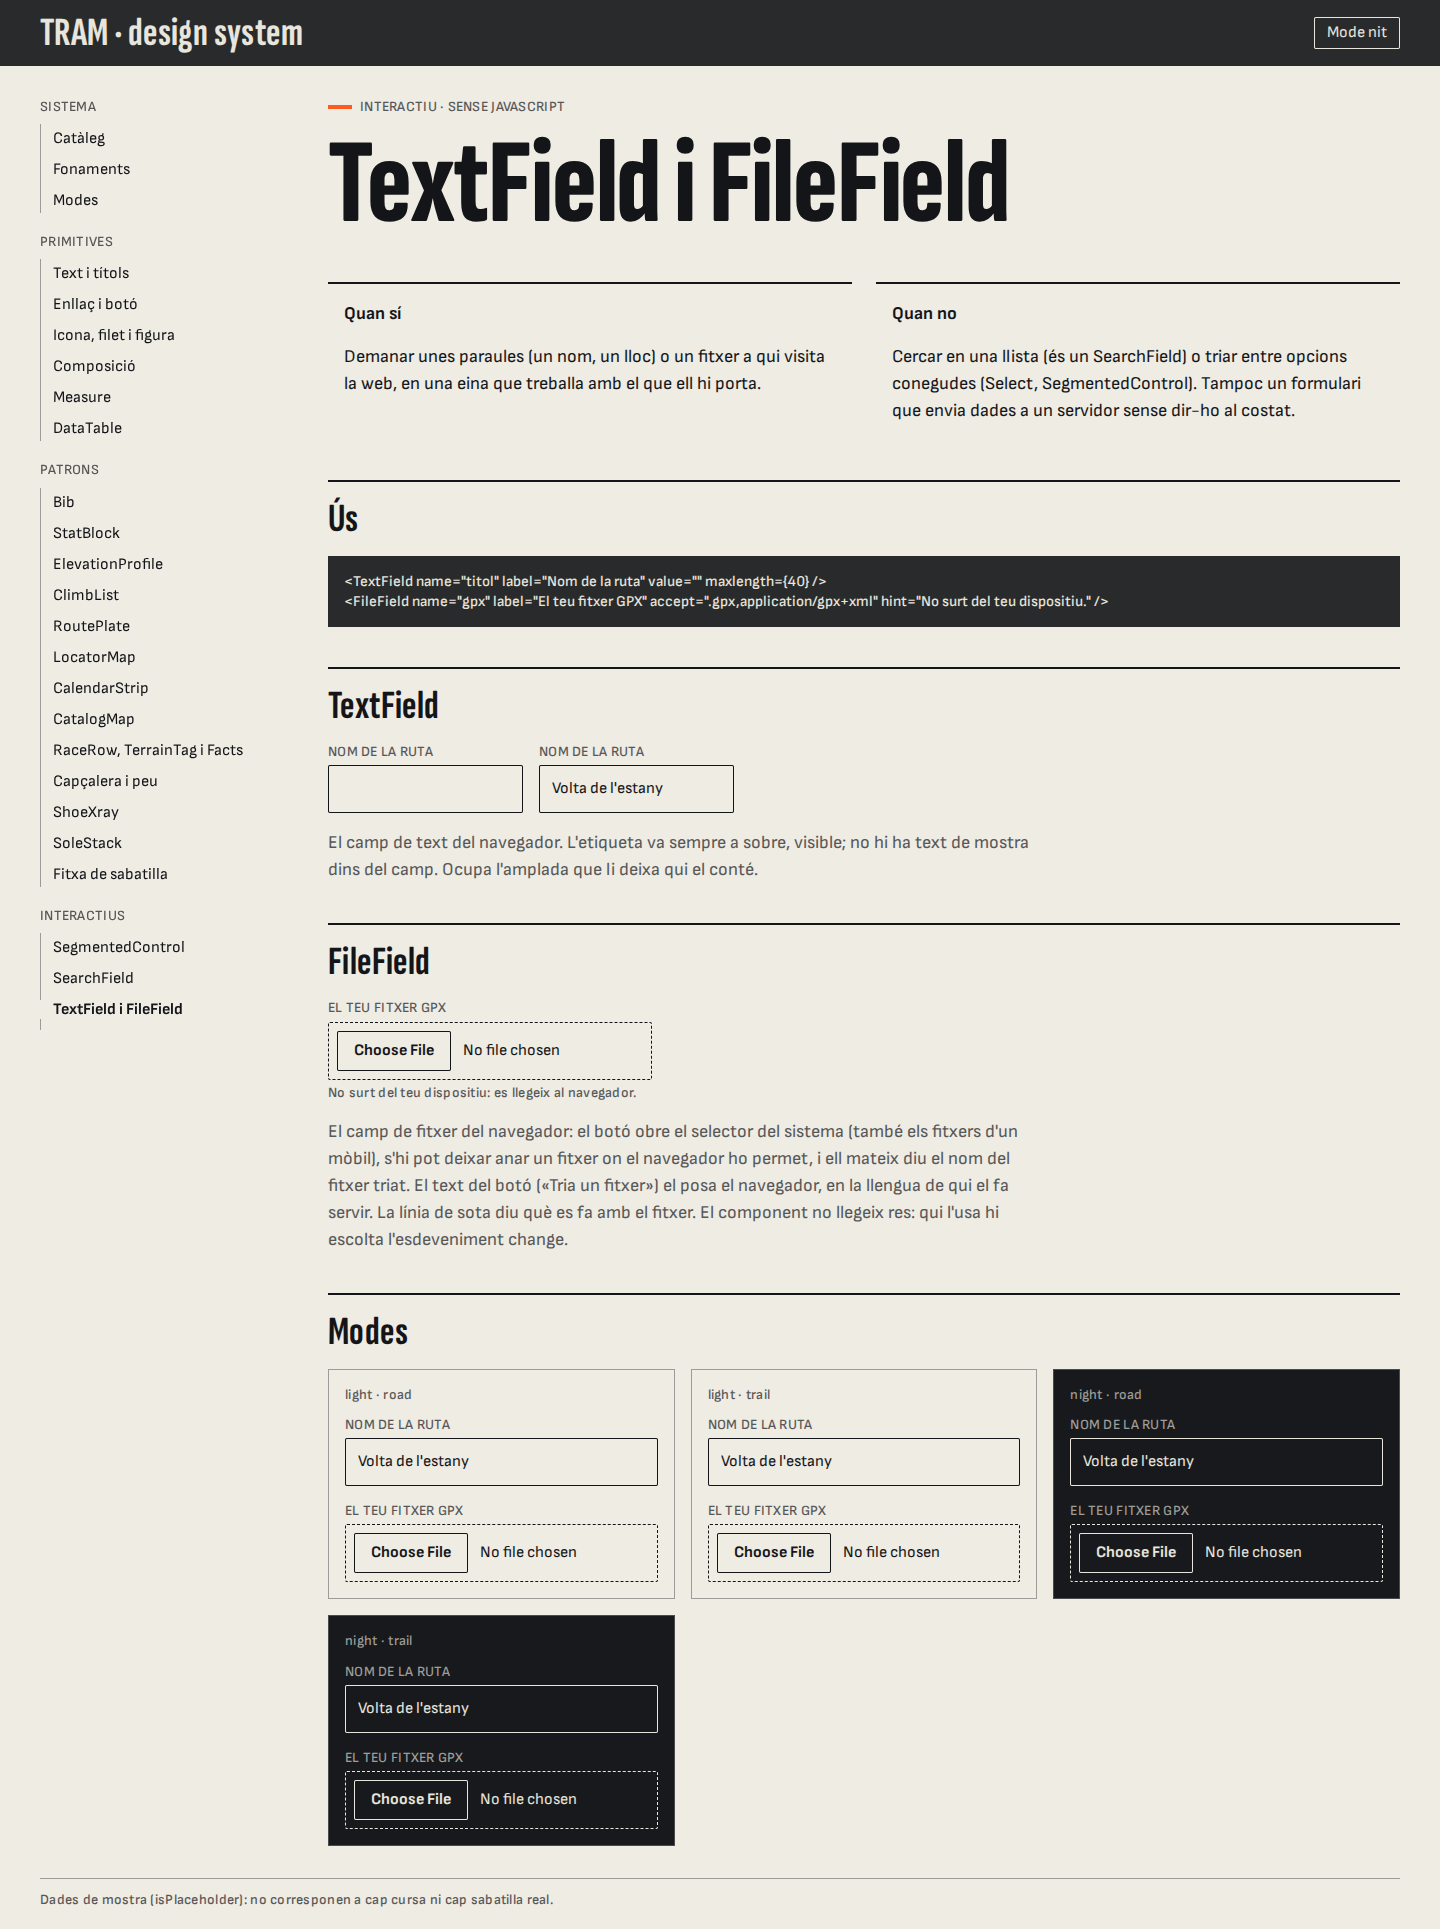 TRAM · design system
Mode nit
SISTEMA
Catàleg
Fonaments
Modes
PRIMITIVES
Text i títols
Enllaç i botó
Icona, filet i figura
Composició
Measure
DataTable
PATRONS
Bib
StatBlock
ElevationProfile
ClimbList
RoutePlate
LocatorMap
CalendarStrip
CatalogMap
RaceRow, TerrainTag i Facts
Capçalera i peu
ShoeXray
SoleStack
Fitxa de sabatilla
INTERACTIUS
SegmentedControl
SearchField
TextField i FileField
INTERACTIU · SENSE JAVASCRIPT
TextField i FileField
Quan sí
Demanar unes paraules (un nom, un lloc) o un fitxer a qui visita
la web, en una eina que treballa amb el que ell hi porta.
Quan no
Cercar en una llista (és un SearchField) o triar entre opcions
conegudes (Select, SegmentedControl). Tampoc un formulari
que envia dades a un servidor sense dir-ho al costat.
Ús
<TextField name="titol" label="Nom de la ruta" value="" maxlength={40} />
<FileField name="gpx" label="El teu fitxer GPX" accept=".gpx,application/gpx+xml" hint="No surt del teu dispositiu." />
TextField
NOM DE LA RUTA
NOM DE LA RUTA
Volta de l'estany
El camp de text del navegador. L'etiqueta va sempre a sobre, visible; no hi ha text de mostra
dins del camp. Ocupa l'amplada que li deixa qui el conté.
FileField
EL TEU FITXER GPX
Choose File No file chosen
No surt del teu dispositiu: es llegeix al navegador.
El camp de fitxer del navegador: el botó obre el selector del sistema (també els fitxers d'un
mòbil), s'hi pot deixar anar un fitxer on el navegador ho permet, i ell mateix diu el nom del
fitxer triat. El text del botó («Tria un fitxer») el posa el navegador, en la llengua de qui el fa
servir. La línia de sota diu què es fa amb el fitxer. El component no llegeix res: qui l'usa hi
escolta l'esdeveniment change.
Modes
light · road
NOM DE LA RUTA
Volta de l'estany
EL TEU FITXER GPX
Choose File No file chosen
light · trail
NOM DE LA RUTA
Volta de l'estany
EL TEU FITXER GPX
Choose File No file chosen
night · road
NOM DE LA RUTA
Volta de l'estany
EL TEU FITXER GPX
Choose File No file chosen
night · trail
NOM DE LA RUTA
Volta de l'estany
EL TEU FITXER GPX
Choose File No file chosen
Dades de mostra (isPlaceholder): no corresponen a cap cursa ni cap sabatilla real.